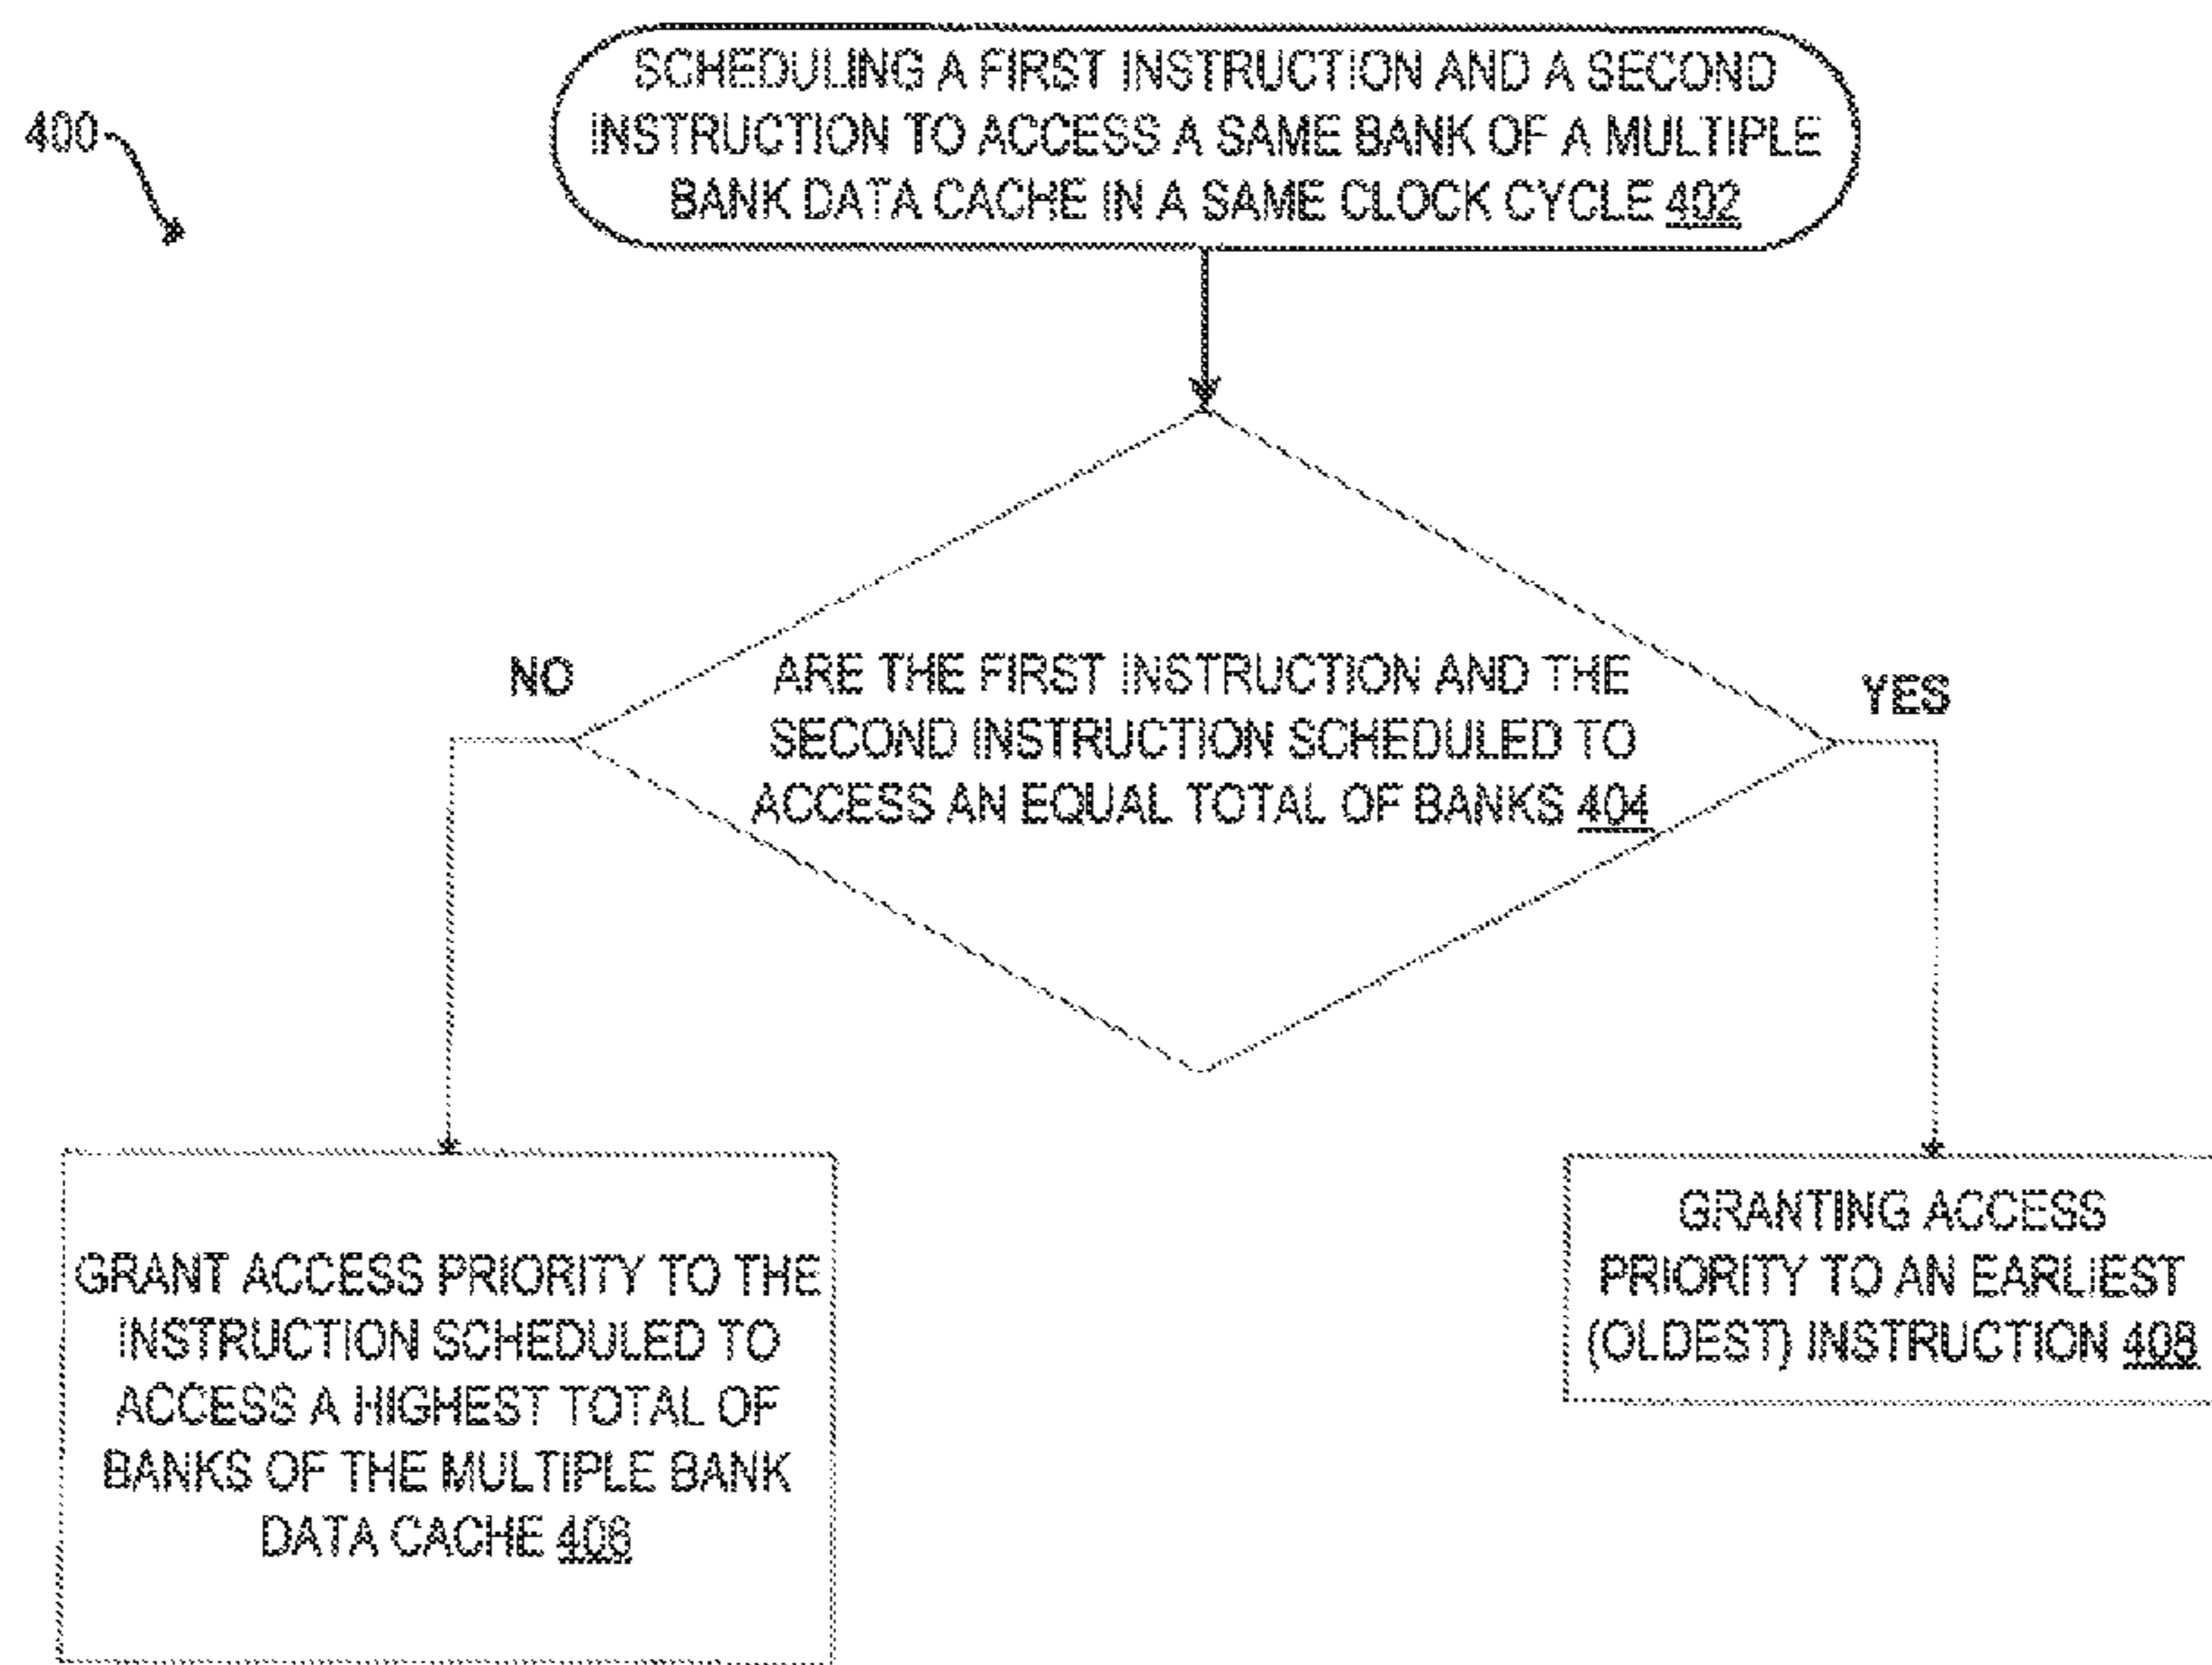 400
SCHEDULING A FIRST INSTRUCTION AND A SECOND
INSTRUCTION TO ACCESS A SAME BANK OF A MULTIPLE
BANK DATA CACHE IN A SAME CLOCK CYCLE 402
NO
ARE THE FIRST INSTRUCTION AND THE
SECOND INSTRUCTION SCHEDULED TO
ACCESS AN EQUAL TOTAL OF BANKS 404
YES
GRANT ACCESS PRIORITY TO THE
INSTRUCTION SCHEDULED TO
ACCESS A HIGHEST TOTAL OF
BANKS OF THE MULTIPLE BANK
DATA CACHE 406
GRANTING ACCESS
PRIORITY TO AN EARLIEST
(OLDEST) INSTRUCTION 408